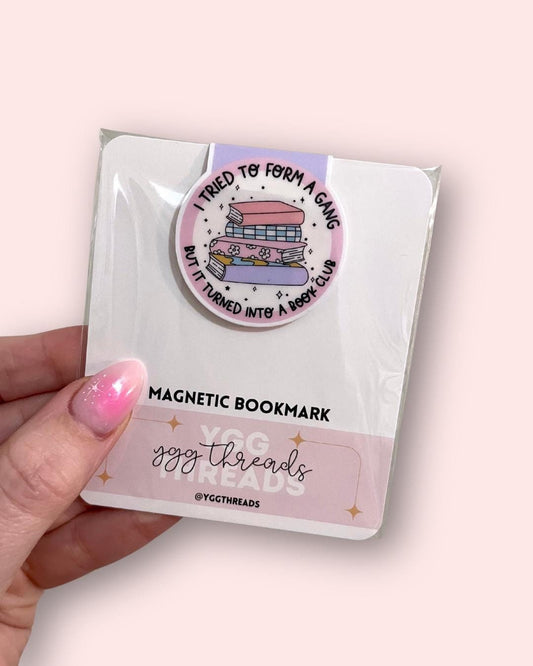 I TRIED TO FORM A GANG
BUT IT TURNED INTO A BOOK CLUB
MAGNETIC BOOKMARK
YGG
ygg threads
THREADS
@YGGTHREADS